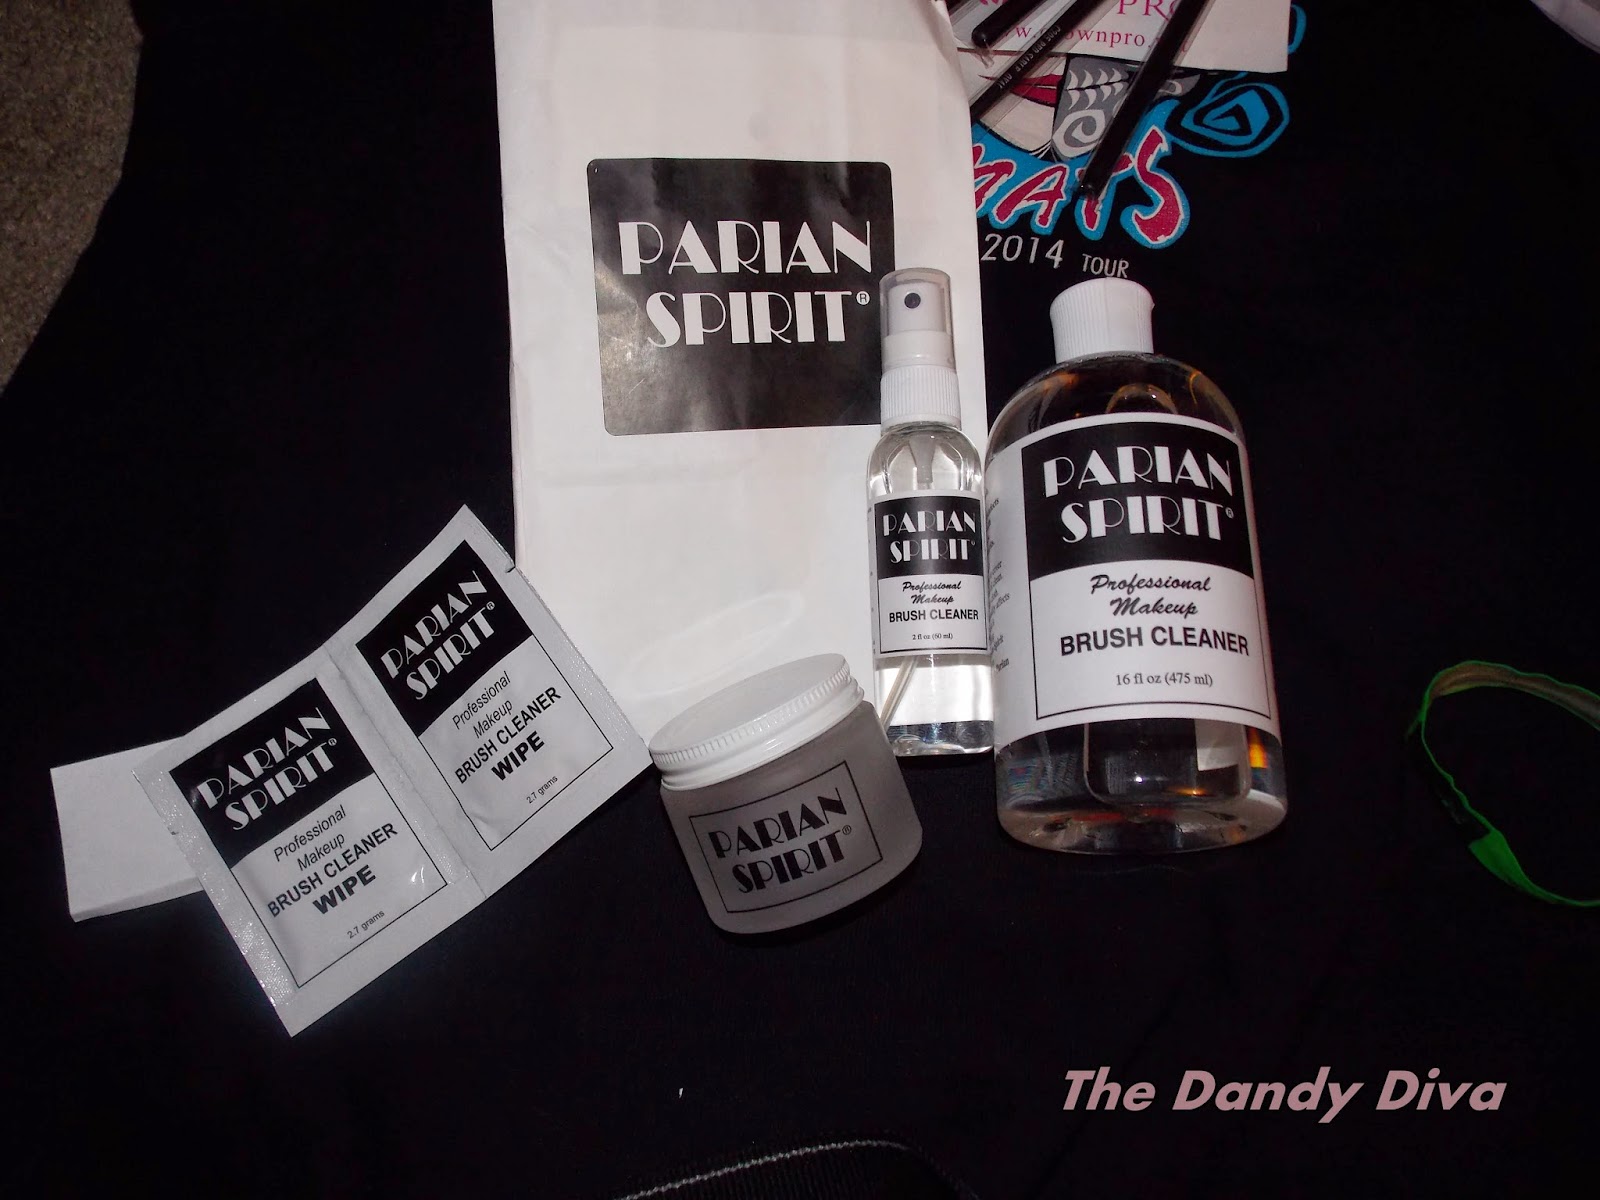 PRO
PARIAN
SPIRIT®
2014 TOUR
PARIAN
SPIRIT®
Professional
Makeup
BRUSH CLEANER
2 fl oz (60 ml)
PARIAN
SPIRIT®
Professional
Makeup
BRUSH CLEANER
16 fl oz (475 ml)
PARIAN
SPIRIT®
Professional
Makeup
BRUSH CLEANER
WIPE
2.7 grams
PARIAN
SPIRIT®
Professional
Makeup
BRUSH CLEANER
WIPE
2.7 grams
PARIAN
SPIRIT®
The Dandy Diva